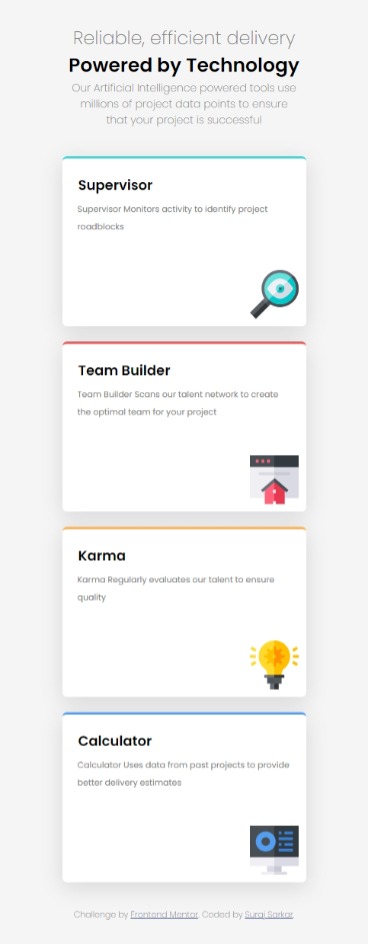 Reliable, efficient delivery
Powered by Technology
Our Artificial Intelligence powered tools use
millions of project data points to ensure
that your project is successful
Supervisor
Supervisor Monitors activity to identify project
roadblocks
Team Builder
Team Builder Scans our talent network to create
the optimal team for your project
Karma
Karma Regularly evaluates our talent to ensure
quality
Calculator
Calculator Uses data from past projects to provide
better delivery estimates
Challenge by Frontend Mentor. Coded by Suraj Sarkar.